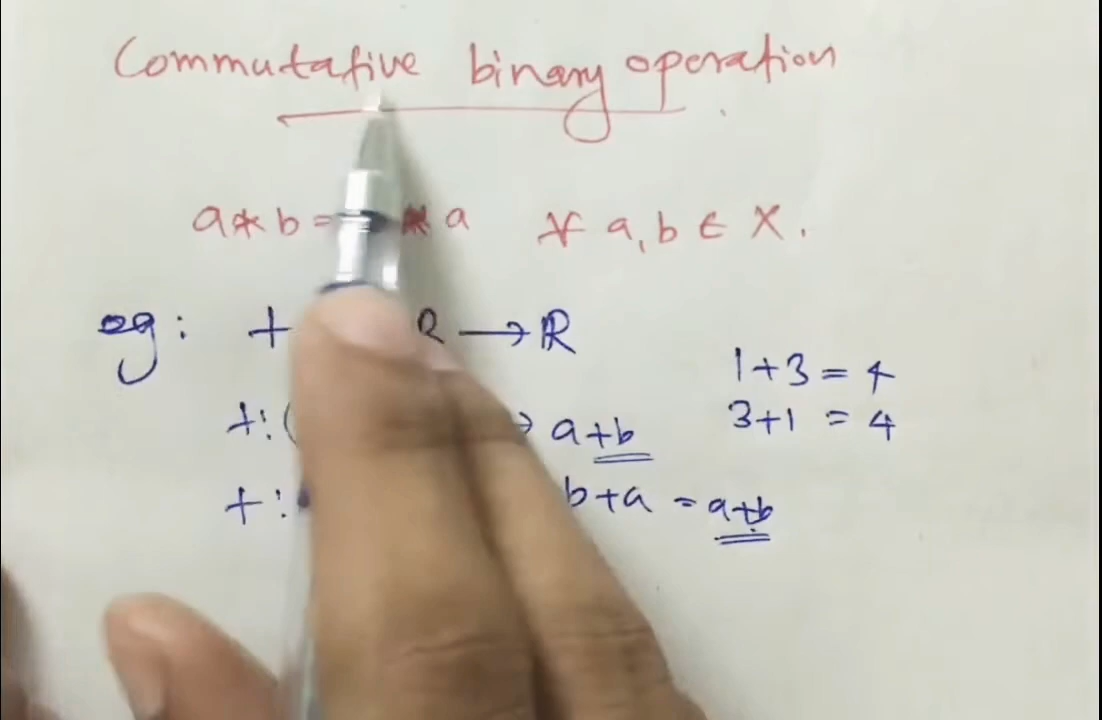 Commutative binary operation
a * b = * a ∀ a, b ∈ X.
eg : + R → R
1 + 3 = 4
+ : ( → a+b
3+1 = 4
+ : b+a = a+b